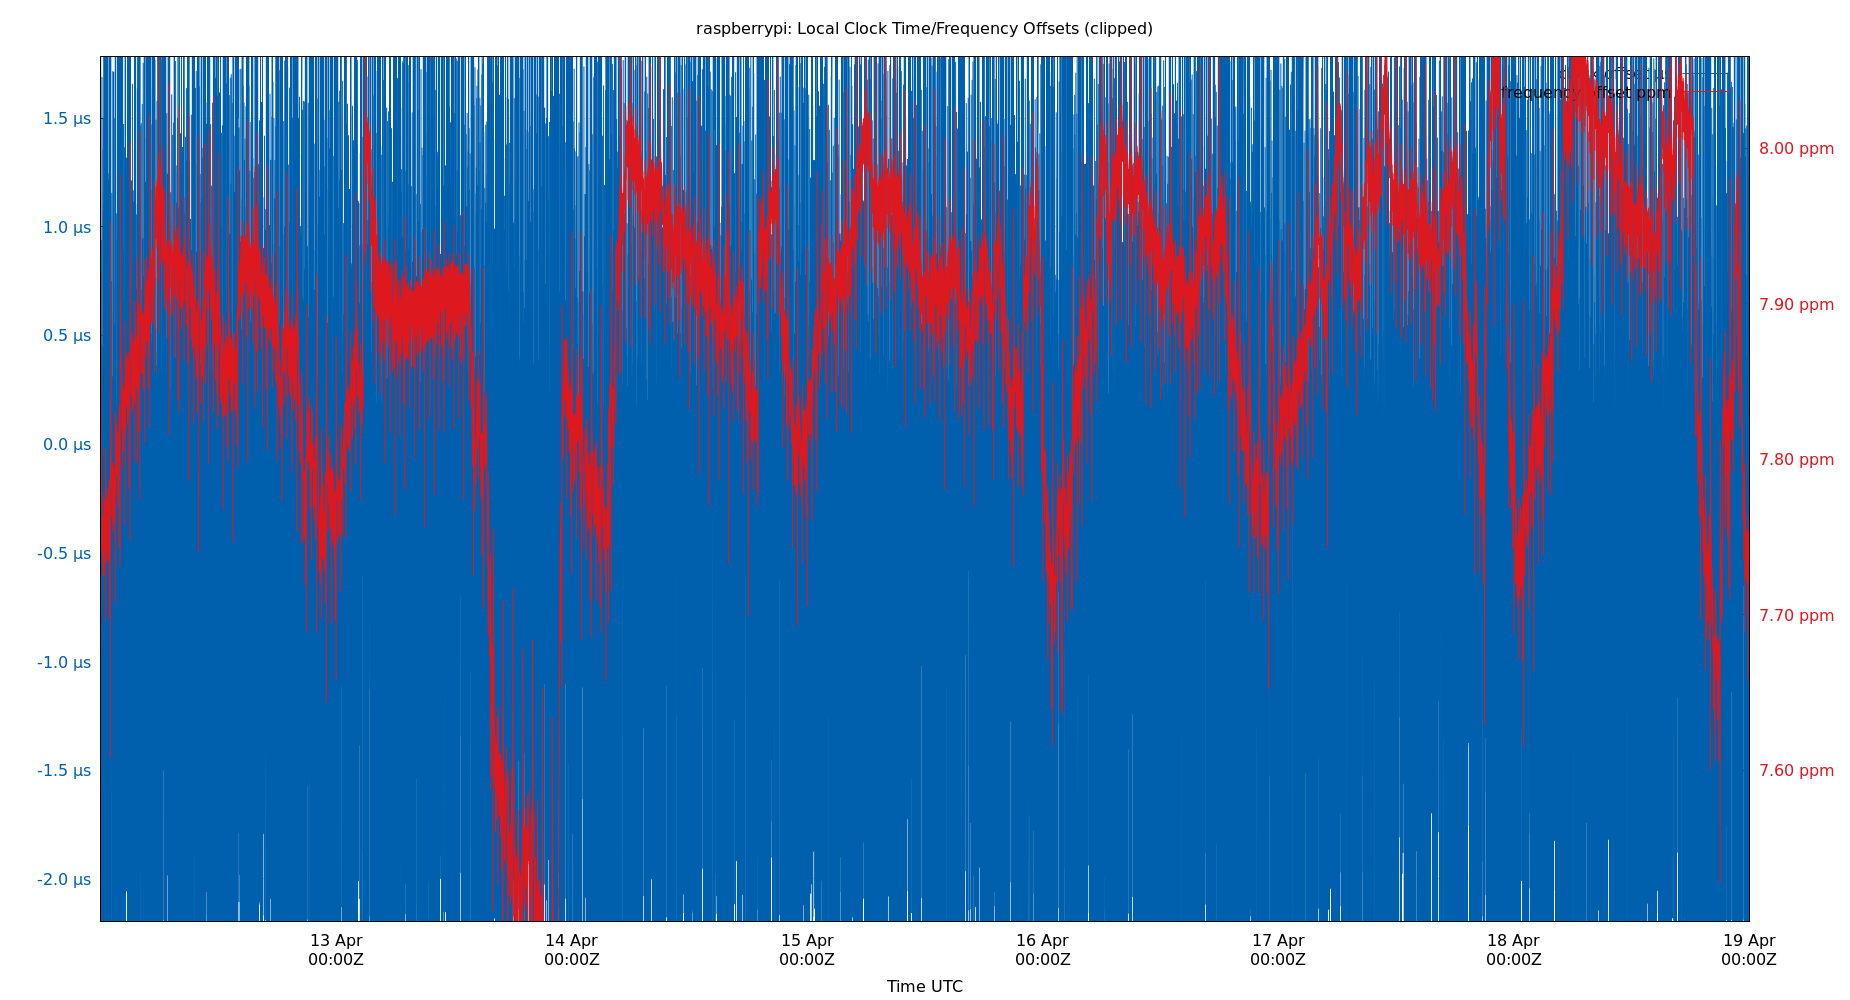 raspberrypi: Local Clock Time/Frequency Offsets (clipped)
offset µs
frequency offset ppm
1.5 µs
1.0 µs
0.5 µs
0.0 µs
-0.5 µs
-1.0 µs
-1.5 µs
-2.0 µs
8.00 ppm
7.90 ppm
7.80 ppm
7.70 ppm
7.60 ppm
13 Apr
00:00Z
14 Apr
00:00Z
15 Apr
00:00Z
16 Apr
00:00Z
17 Apr
00:00Z
18 Apr
00:00Z
19 Apr
00:00Z
Time UTC